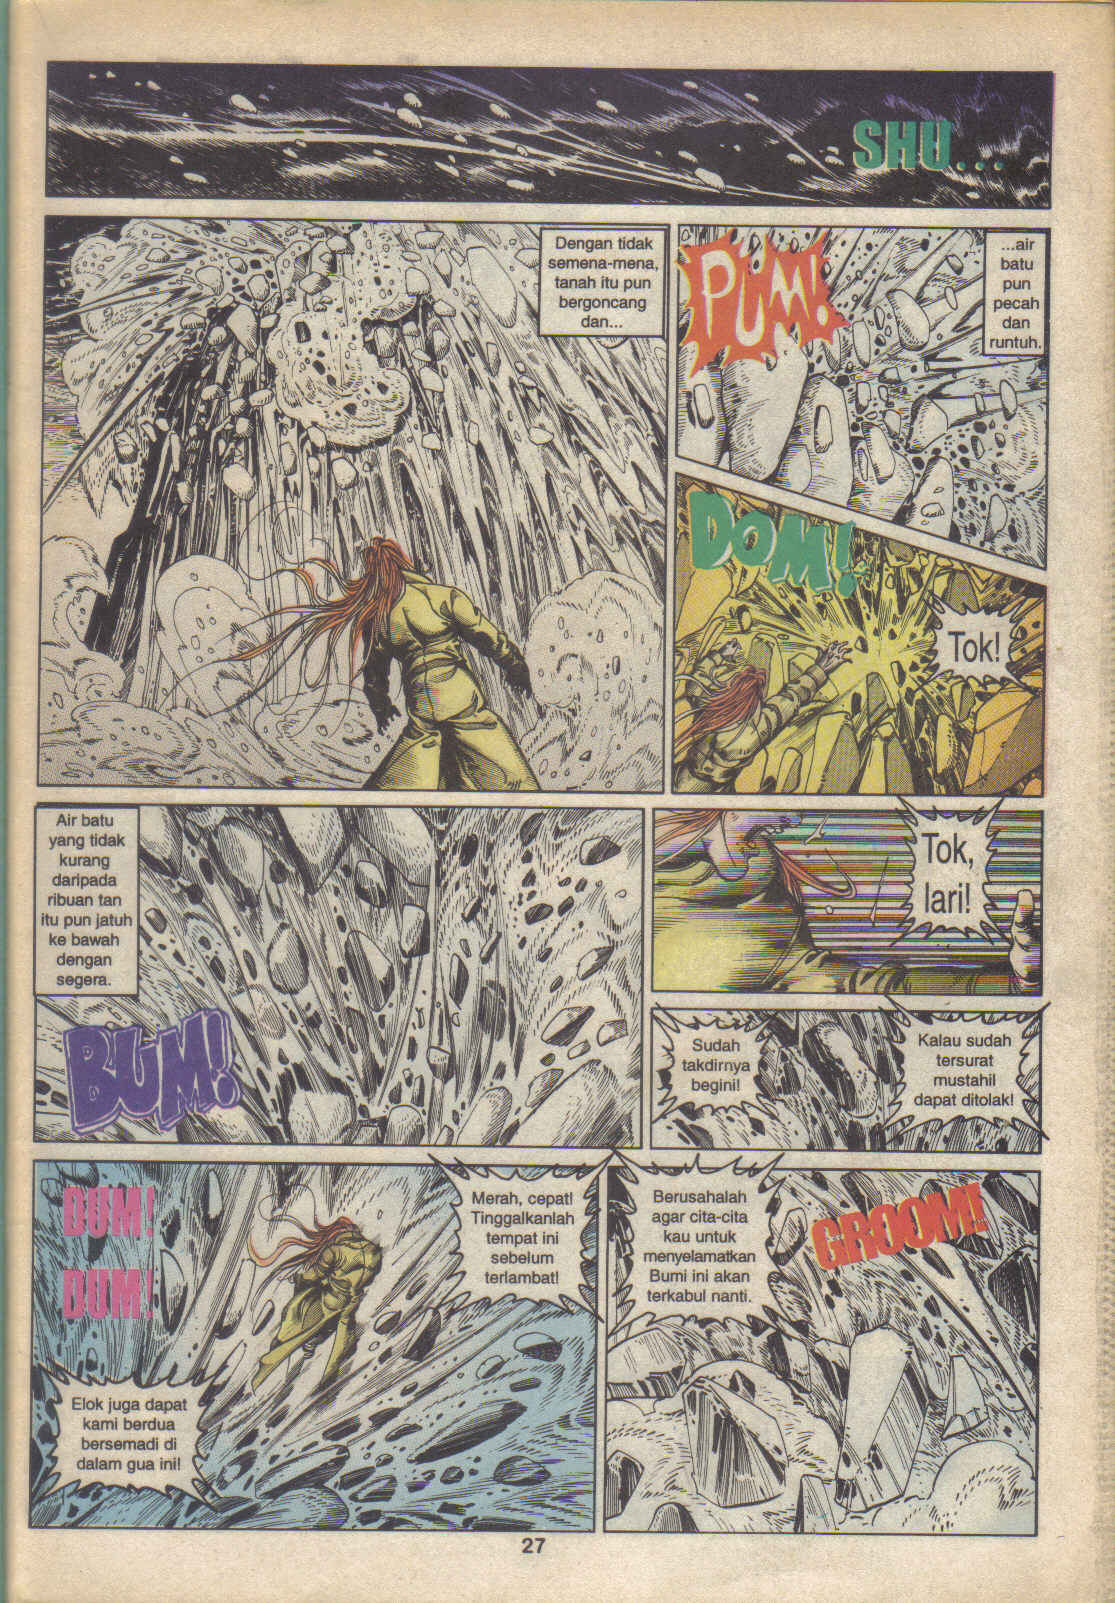 SHU...
Dengan tidak
semena-mena,
tanah itu pun
bergoncang
dan...
PUM!
...air
batu
pun
pecah
dan
runtuh.
DOM!
Tok!
Air batu
yang tidak
kurang
daripada
ribuan tan
itu pun jatuh
ke bawah
dengan
segera.
BUM!
Tok,
lari!
Sudah
takdirnya
begini!
Kalau sudah
tersurat
mustahil
dapat ditolak!
DUM!
DUM!
Merah, cepat!
Tinggalkanlah
tempat ini
sebelum
terlambat!
Elok juga dapat
kami berdua
bersemadi di
dalam gua ini!
Berusahalah
agar cita-cita
kau untuk
menyelamatkan
Bumi ini akan
terkabul nanti.
GROOM!
27